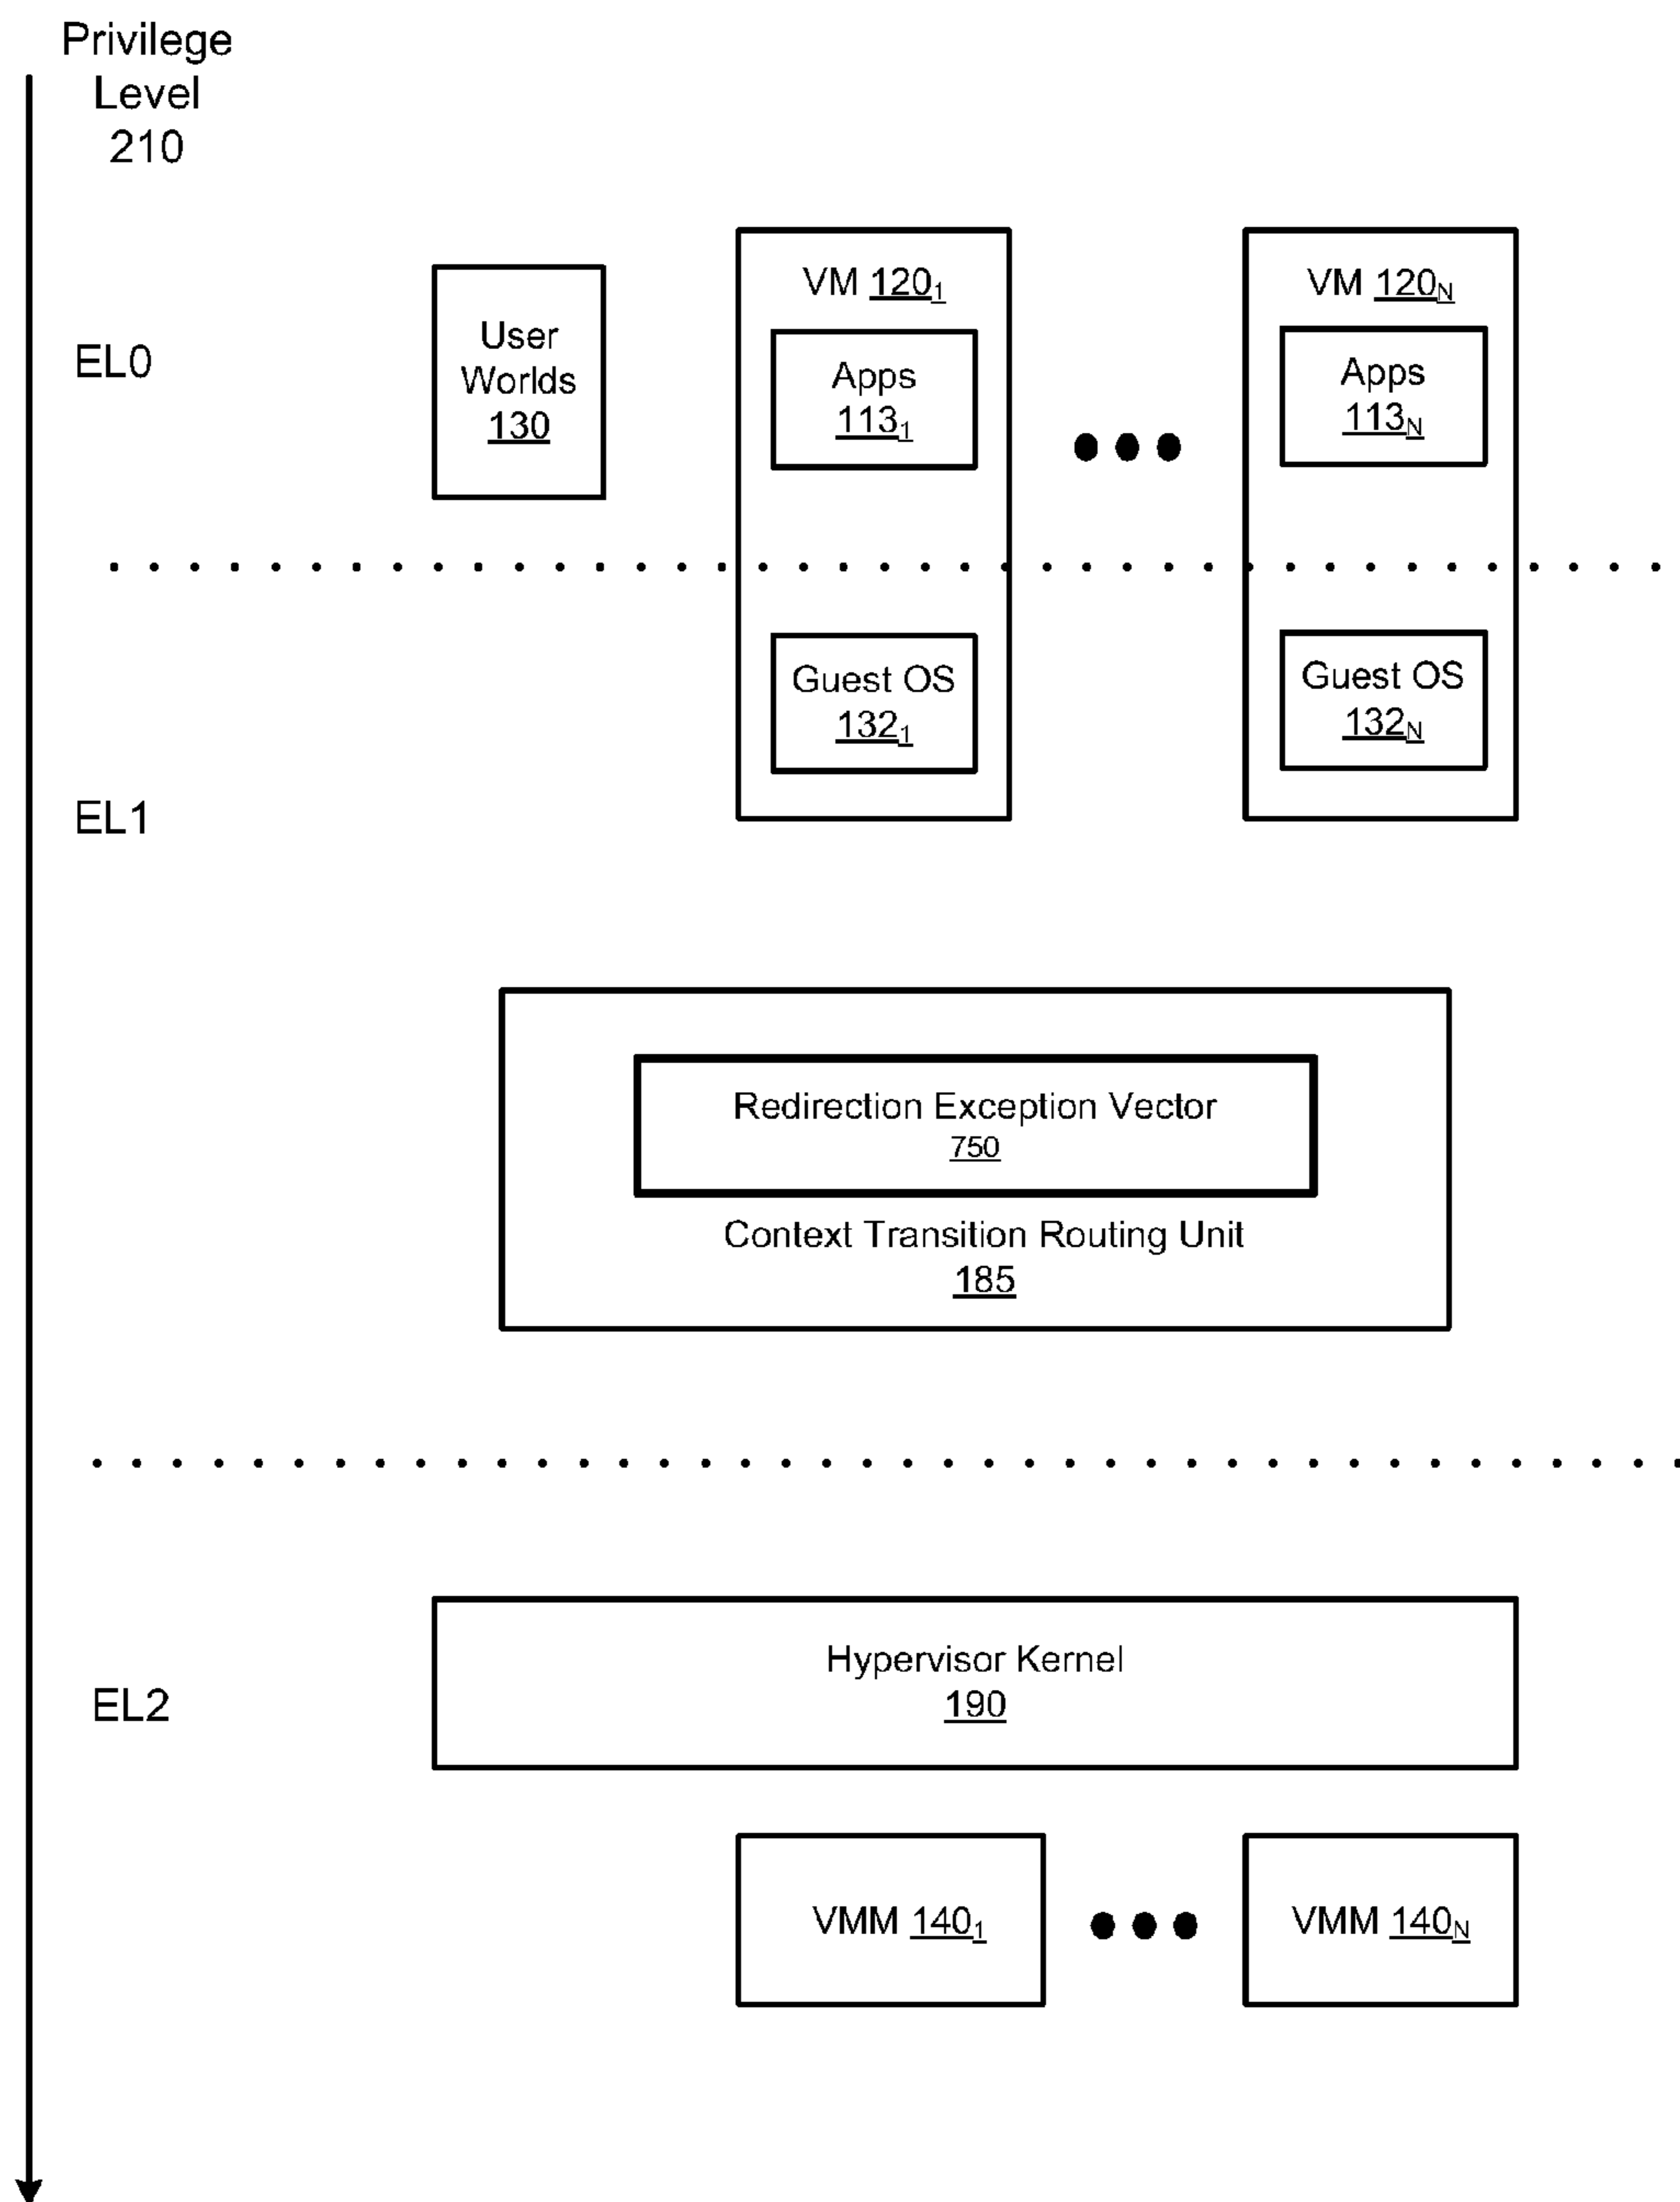 Privilege
Level
210
EL0
User
Worlds
130
VM 120₁
Apps
113₁
VM 120N
Apps
113N
EL1
Guest OS
132₁
Guest OS
132N
Redirection Exception Vector
750
Context Transition Routing Unit
185
EL2
Hypervisor Kernel
190
VMM 140₁
VMM 140N